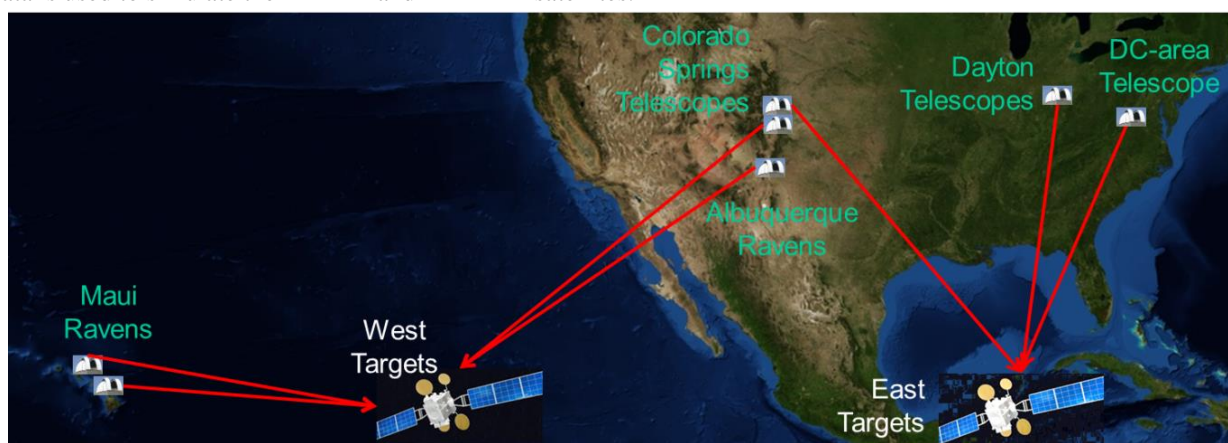 Colorado
Springs
Telescopes
DC-area
Telescope
Dayton
Telescopes
Albuquerque
Ravens
Maui
Ravens
West
Targets
East
Targets